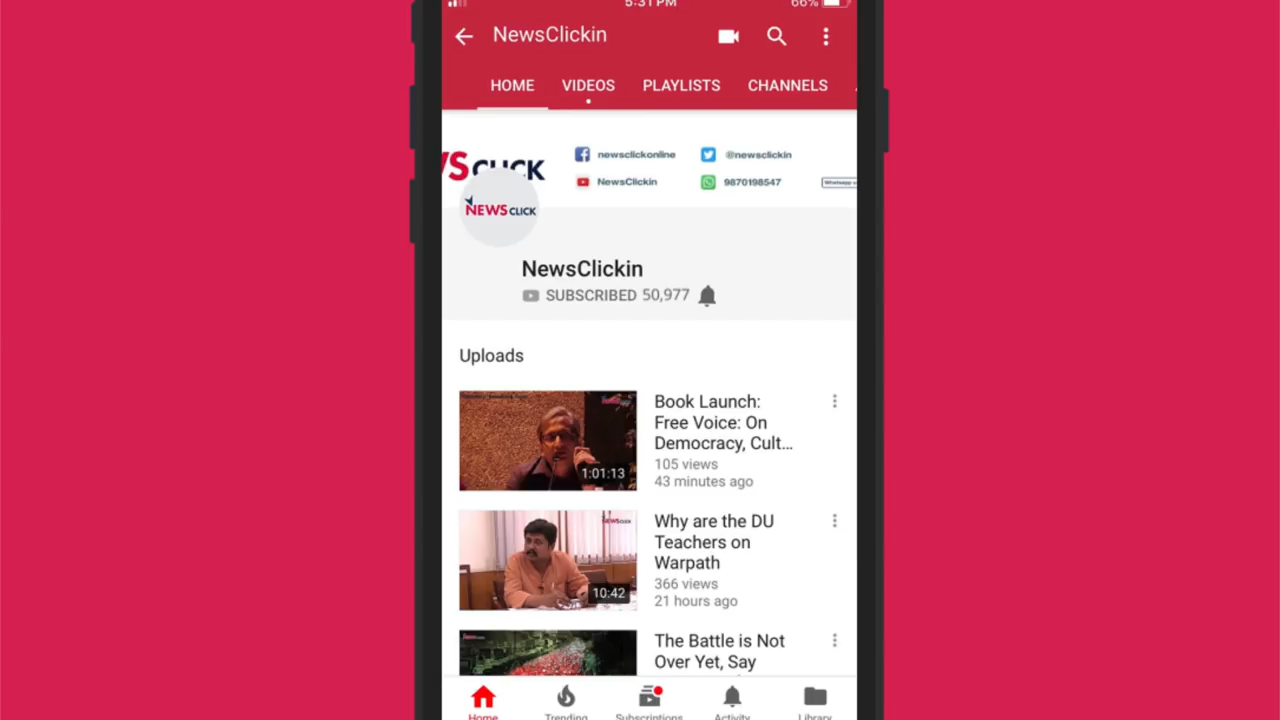 5:31 PM
66%
NewsClickin
HOME VIDEOS PLAYLISTS CHANNELS
CLICK
newsclickonline
@newsclickin
NewsClickin
9870198547
NEWS CLICK
NewsClickin
SUBSCRIBED 50,977
Uploads
Book Launch:
Free Voice: On
Democracy, Cult...
105 views
43 minutes ago
1:01:13
Why are the DU
Teachers on
Warpath
366 views
21 hours ago
NEWSCLICK
10:42
The Battle is Not
Over Yet, Say
Home Trending Subscriptions Activity Library